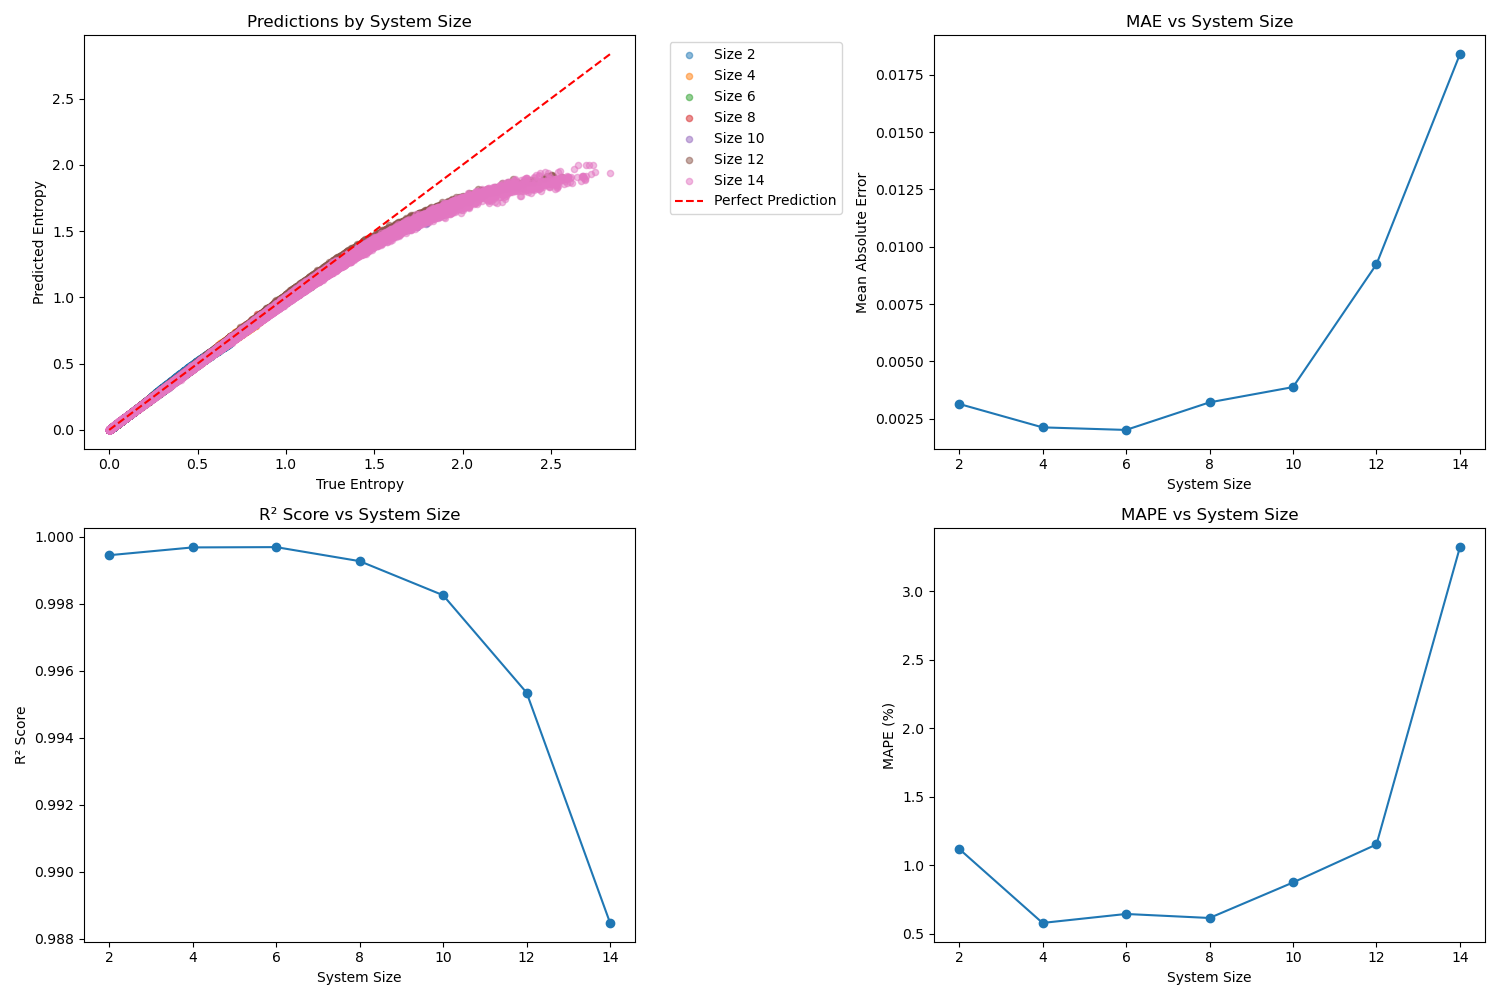 Predictions by System Size
2.5
2.0
1.5
1.0
0.5
0.0
Predicted Entropy
0.0 0.5 1.0 1.5 2.0 2.5
True Entropy
Size 2
Size 4
Size 6
Size 8
Size 10
Size 12
Size 14
Perfect Prediction
MAE vs System Size
0.0175
0.0150
0.0125
0.0100
0.0075
0.0050
0.0025
Mean Absolute Error
2 4 6 8 10 12 14
System Size
R² Score vs System Size
1.000
0.998
0.996
0.994
0.992
0.990
0.988
R² Score
2 4 6 8 10 12 14
System Size
MAPE vs System Size
3.0
2.5
2.0
1.5
1.0
0.5
MAPE (%)
2 4 6 8 10 12 14
System Size